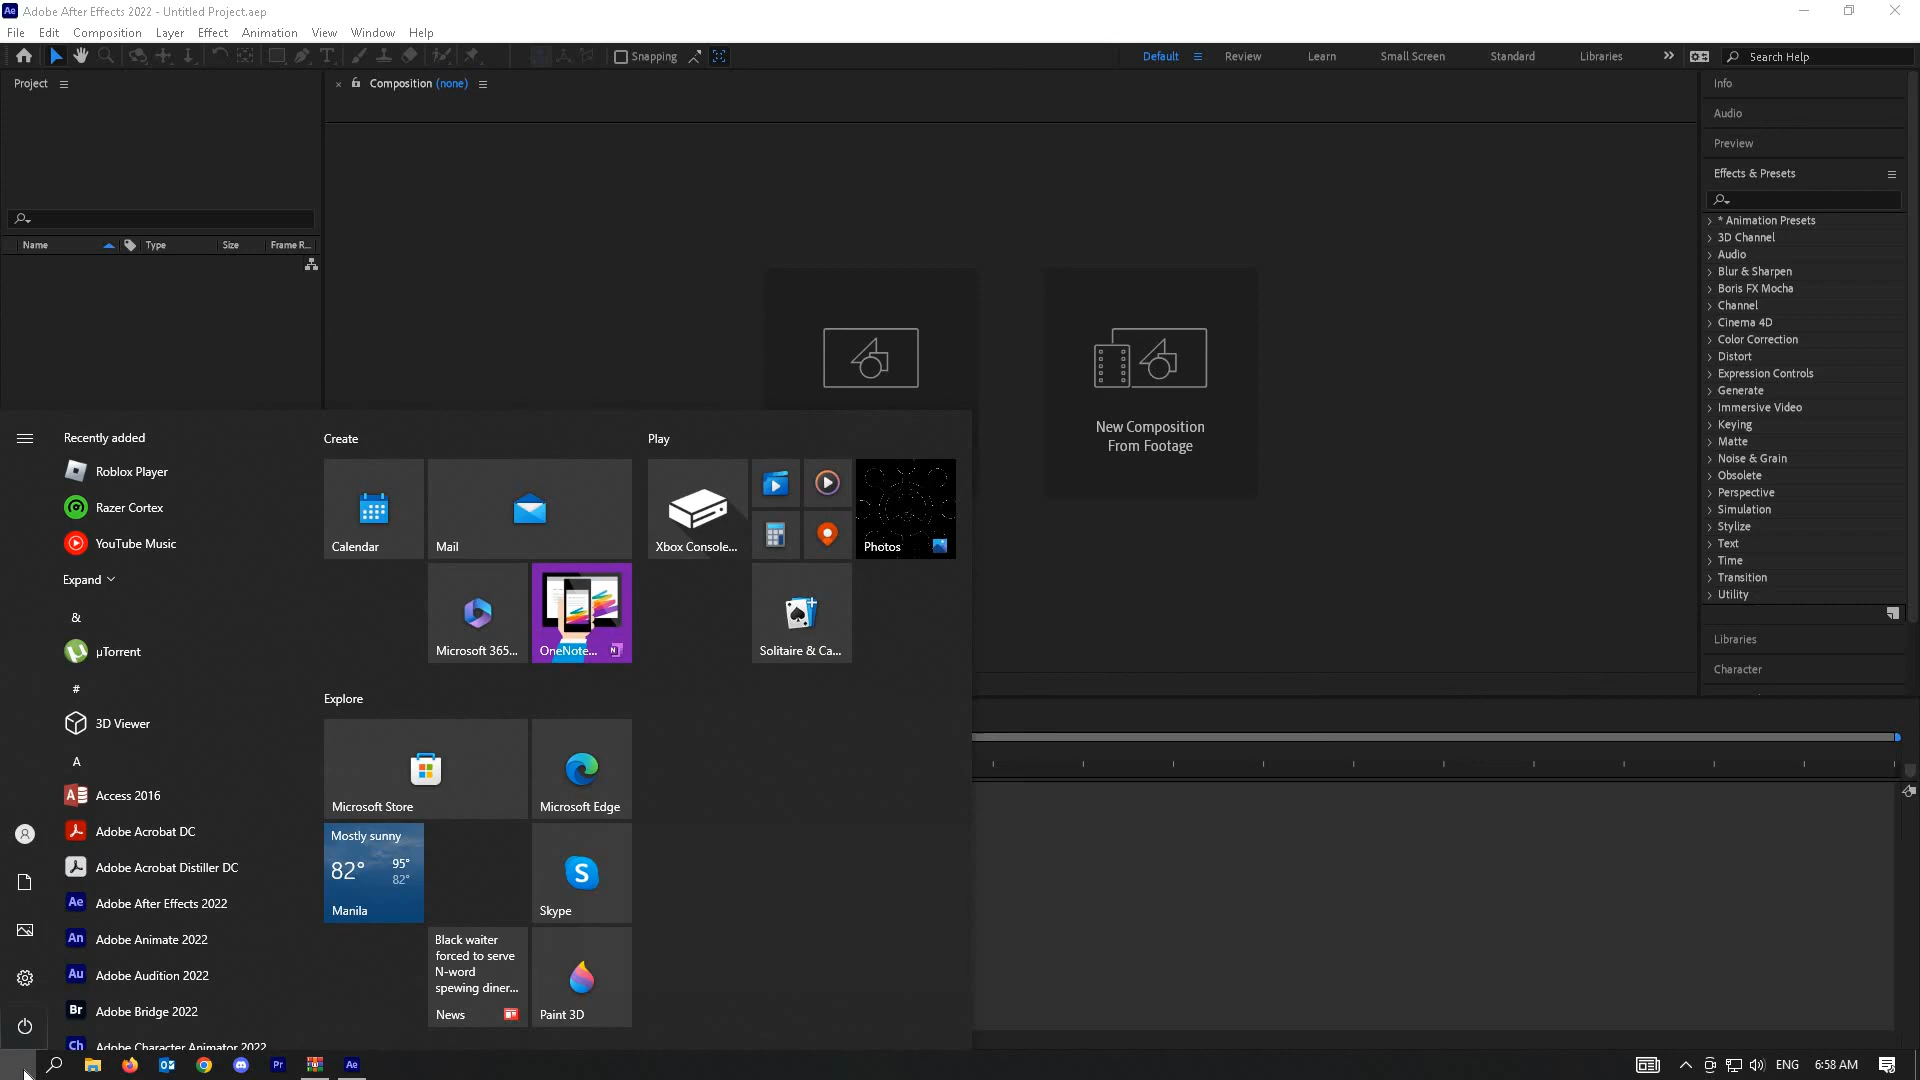 Ae Adobe After Effects 2022 - Untitled Project.aep
File Edit Composition Layer Effect Animation View Window Help
Snapping Default Review Learn Small Screen Standard Libraries Search Help
Project
Composition (none)
Name Type Size Frame R...
New Composition
From Footage
Info
Audio
Preview
Effects & Presets
* Animation Presets
3D Channel
Audio
Blur & Sharpen
Boris FX Mocha
Channel
Cinema 4D
Color Correction
Distort
Expression Controls
Generate
Immersive Video
Keying
Matte
Noise & Grain
Obsolete
Perspective
Simulation
Stylize
Text
Time
Transition
Utility
Libraries
Character
Recently added
Roblox Player
Razer Cortex
YouTube Music
Expand
&
µTorrent
#
3D Viewer
A
Access 2016
Adobe Acrobat DC
Adobe Acrobat Distiller DC
Ae Adobe After Effects 2022
An Adobe Animate 2022
Au Adobe Audition 2022
Br Adobe Bridge 2022
Ch Adobe Character Animator 2022
Create
Calendar
Mail
Microsoft 365...
OneNote...
Play
Xbox Console...
Photos
Solitaire & Ca...
Explore
Microsoft Store
Microsoft Edge
Mostly sunny
82° 95°
82°
Manila
Skype
Black waiter
forced to serve
N-word
spewing diner...
News
Paint 3D
Pr Ae ENG 6:58 AM